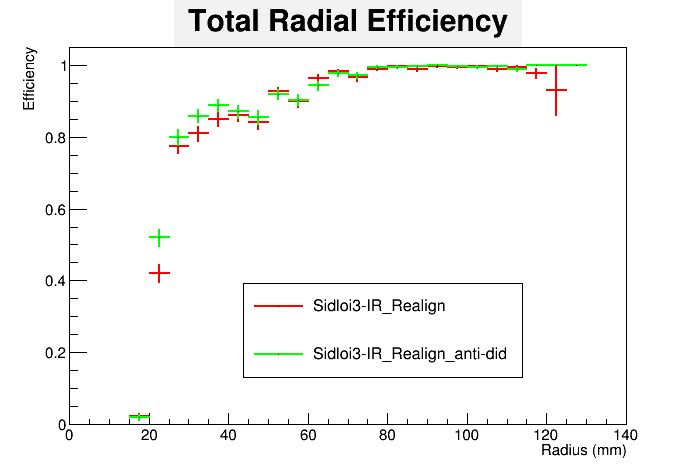 Total Radial Efficiency
Efficiency
1
0.8
0.6
0.4
0.2
0
Sidloi3-IR_Realign
Sidloi3-IR_Realign_anti-did
0 20 40 60 80 100 120 140
Radius (mm)